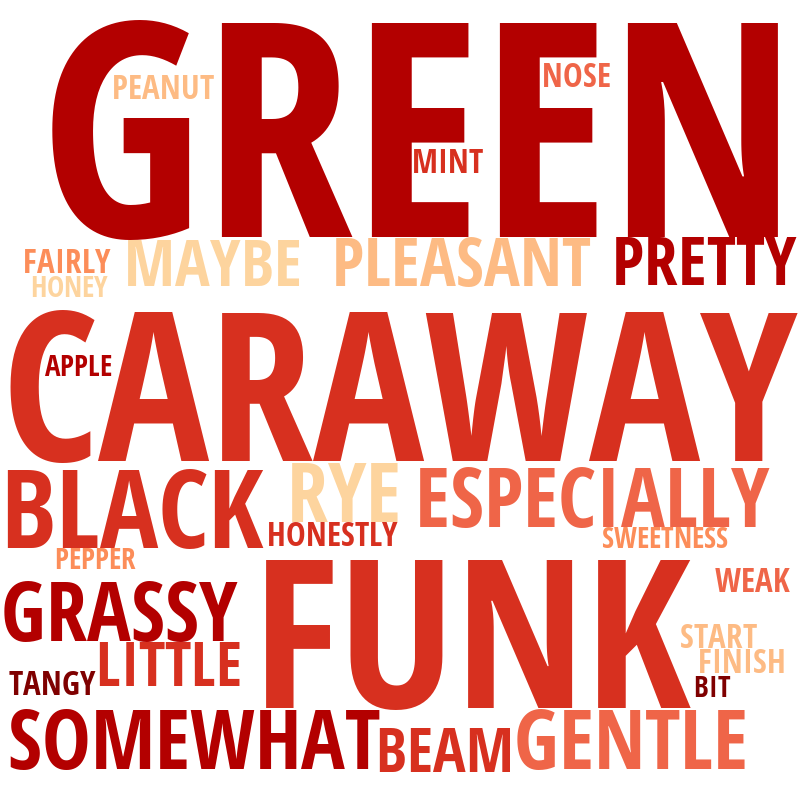 GREEN
PEANUT
NOSE
MINT
FAIRLY
MAYBE
PLEASANT
PRETTY
HONEY
CARAWAY
APPLE
BLACK
RYE
ESPECIALLY
HONESTLY
SWEETNESS
PEPPER
FUNK
GRASSY
WEAK
LITTLE
START
FINISH
TANGY
BIT
SOMEWHAT
BEAM
GENTLE